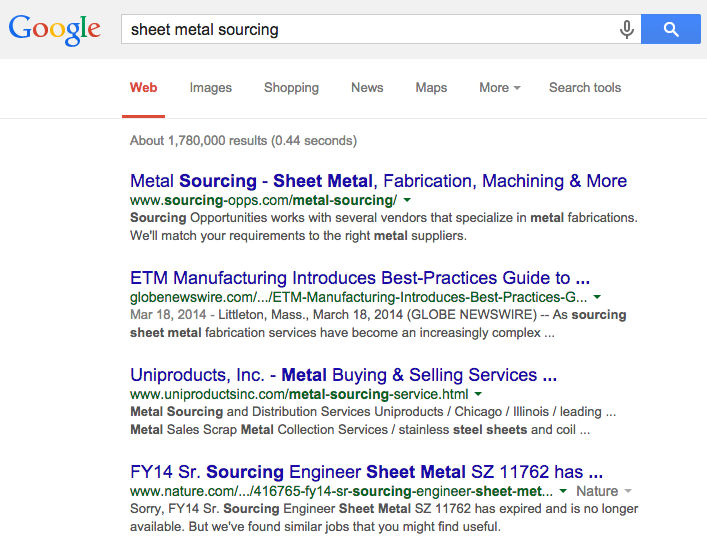 Google sheet metal sourcing
Web Images Shopping News Maps More Search tools
About 1,780,000 results (0.44 seconds)
Metal Sourcing - Sheet Metal, Fabrication, Machining & More
www.sourcing-opps.com/metal-sourcing/
Sourcing Opportunities works with several vendors that specialize in metal fabrications.
We'll match your requirements to the right metal suppliers.
ETM Manufacturing Introduces Best-Practices Guide to ...
globenewswire.com/.../ETM-Manufacturing-Introduces-Best-Practices-G...
Mar 18, 2014 - Littleton, Mass., March 18, 2014 (GLOBE NEWSWIRE) -- As sourcing
sheet metal fabrication services have become an increasingly complex ...
Uniproducts, Inc. - Metal Buying & Selling Services ...
www.uniproductsinc.com/metal-sourcing-service.html
Metal Sourcing and Distribution Services Uniproducts / Chicago / Illinois / leading ...
Metal Sales Scrap Metal Collection Services / stainless steel sheets and coil ...
FY14 Sr. Sourcing Engineer Sheet Metal SZ 11762 has ...
www.nature.com/.../416765-fy14-sr-sourcing-engineer-sheet-met... Nature
Sorry, FY14 Sr. Sourcing Engineer Sheet Metal SZ 11762 has expired and is no longer
available. But we've found similar jobs that you might find useful.